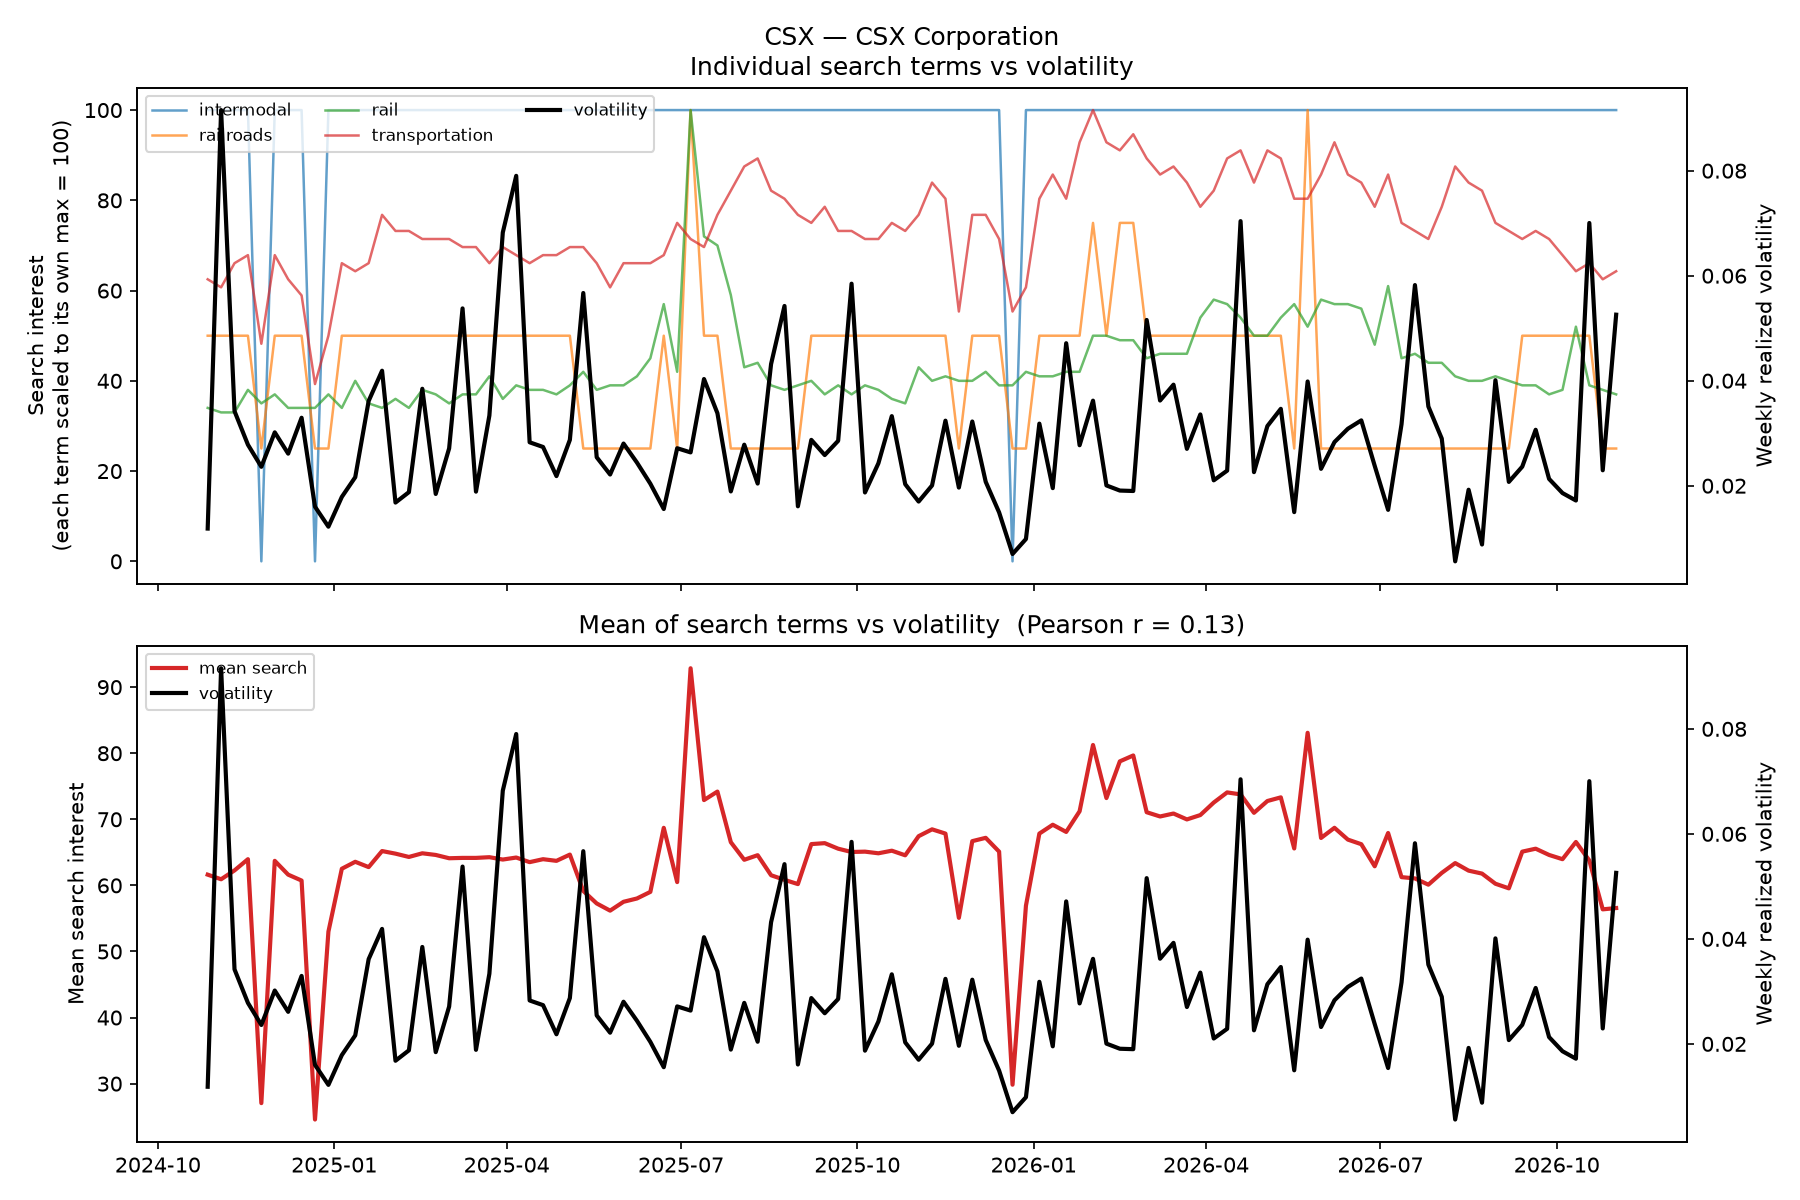 CSX — CSX Corporation
Individual search terms vs volatility
intermodal
railroads
rail
transportation
volatility
100
80
60
40
20
0
Search interest
(each term scaled to its own max = 100)
0.08
0.06
0.04
0.02
Weekly realized volatility
Mean of search terms vs volatility  (Pearson r = 0.13)
mean search
volatility
90
80
70
60
50
40
30
Mean search interest
0.08
0.06
0.04
0.02
Weekly realized volatility
2024-10
2025-01
2025-04
2025-07
2025-10
2026-01
2026-04
2026-07
2026-10